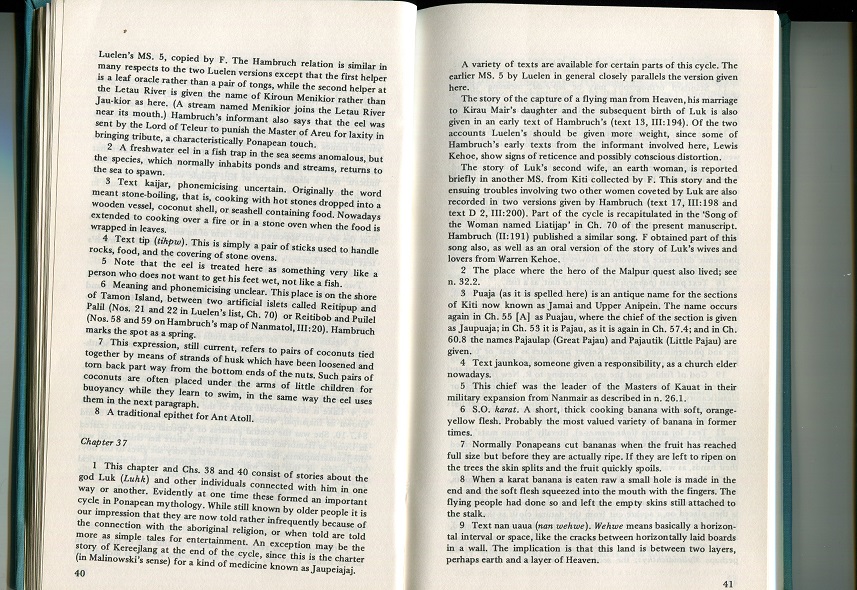 Luelen's MS. 5, copied by F. The Hambruch relation is similar in
many respects to the two Luelen versions except that the first helper
is a leaf oracle rather than a pair of tongs, while the second helper at
the Letau River is given the name of Kiroun Menikior rather than
Jau-kior as here. (A stream named Menikior joins the Letau River
near its mouth.) Hambruch's informant also says that the eel was
sent by the Lord of Teleur to punish the Master of Areu for laxity in
bringing tribute, a characteristically Ponapean touch.
2 A freshwater eel in a fish trap in the sea seems anomalous, but
the species, which normally inhabits ponds and streams, returns to
the sea to spawn.
3 Text kaijar, phonemicising uncertain. Originally the word
meant stone-boiling, that is, cooking with hot stones dropped into a
wooden vessel, coconut shell, or seashell containing food. Nowadays
extended to cooking over a fire or in a stone oven when the food is
wrapped in leaves.
4 Text tip (tihpw). This is simply a pair of sticks used to handle
rocks, food, and the covering of stone ovens.
5 Note that the eel is treated here as something very like a
person who does not want to get his feet wet, not like a fish.
6 Meaning and phonemicising unclear. This place is on the shore
of Tamon Island, between two artificial islets called Reitipup and
Palil (Nos. 21 and 22 in Luelen's list, Ch. 70) or Reitibob and Puilel
(Nos. 58 and 59 on Hambruch's map of Nanmatol, III:20). Hambruch
marks the spot as a spring.
7 This expression, still current, refers to pairs of coconuts tied
together by means of strands of husk which have been loosened and
torn back part way from the bottom ends of the nuts. Such pairs of
coconuts are often placed under the arms of little children for
buoyancy while they learn to swim, in the same way the eel uses
them in the next paragraph.
8 A traditional epithet for Ant Atoll.
Chapter 37
1 This chapter and Chs. 38 and 40 consist of stories about the
god Luk (Luhk) and other individuals connected with him in one
way or another. Evidently at one time these formed an important
cycle in Ponapean mythology. While still known by older people it is
our impression that they are now told rather infrequently because of
the connection with the aboriginal religion, or when told are told
more as simple tales for entertainment. An exception may be the
story of Kereejlang at the end of the cycle, since this is the charter
(in Malinowski's sense) for a kind of medicine known as Jaupeiajaj.
40
A variety of texts are available for certain parts of this cycle. The
earlier MS. 5 by Luelen in general closely parallels the version given
here.
The story of the capture of a flying man from Heaven, his marriage
to Kirau Mair's daughter and the subsequent birth of Luk is also
given in an early text of Hambruch's (text 13, III:194). Of the two
accounts Luelen's should be given more weight, since some of
Hambruch's early texts from the informant involved here, Lewis
Kehoe, show signs of reticence and possibly conscious distortion.
The story of Luk's second wife, an earth woman, is reported
briefly in another MS. from Kiti collected by F. This story and the
ensuing troubles involving two other women coveted by Luk are also
recorded in two versions given by Hambruch (text 17, III:198 and
text D 2, III:200). Part of the cycle is recapitulated in the 'Song of
the Woman named Liatijap' in Ch. 70 of the present manuscript.
Hambruch (II:191) published a similar song. F obtained part of this
song also, as well as an oral version of the story of Luk's wives and
lovers from Warren Kehoe.
2 The place where the hero of the Malpur quest also lived; see
n. 32.2.
3 Puaja (as it is spelled here) is an antique name for the sections
of Kiti now known as Jamai and Upper Anipein. The name occurs
again in Ch. 55 [A] as Puajau, where the chief of the section is given
as Jaupuaja; in Ch. 53 it is Pajau, as it is again in Ch. 57.4; and in Ch.
60.8 the names Pajaulap (Great Pajau) and Pajautik (Little Pajau) are
given.
4 Text jaunkoa, someone given a responsibility, as a church elder
nowadays.
5 This chief was the leader of the Masters of Kauat in their
military expansion from Nanmair as described in n. 26.1.
6 S.O. karat. A short, thick cooking banana with soft, orange-
yellow flesh. Probably the most valued variety of banana in former
times.
7 Normally Ponapeans cut bananas when the fruit has reached
full size but before they are actually ripe. If they are left to ripen on
the trees the skin splits and the fruit quickly spoils.
8 When a karat banana is eaten raw a small hole is made in the
end and the soft flesh squeezed into the mouth with the fingers. The
flying people had done so and left the empty skins still attached to
the stalk.
9 Text nan uaua (nan wehwe). Wehwe means basically a horizon-
tal interval or space, like the cracks between horizontally laid boards
in a wall. The implication is that this land is between two layers,
perhaps earth and a layer of Heaven.
41